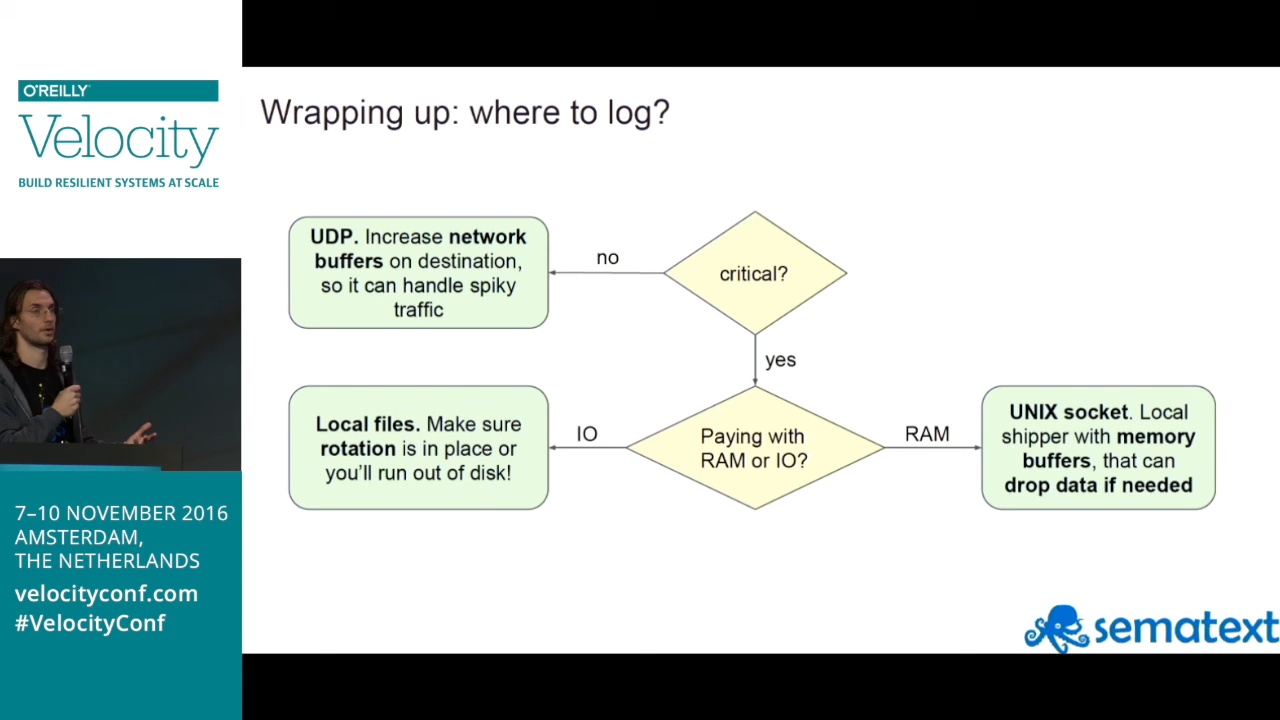 O'REILLY
Velocity
BUILD RESILIENT SYSTEMS AT SCALE
Wrapping up: where to log?
UDP. Increase network
buffers on destination,
so it can handle spiky
traffic
no
critical?
yes
Local files. Make sure
rotation is in place or
you'll run out of disk!
IO
Paying with
RAM or IO?
RAM
UNIX socket. Local
shipper with memory
buffers, that can
drop data if needed
7–10 NOVEMBER 2016
AMSTERDAM,
THE NETHERLANDS
velocityconf.com
#VelocityConf
sematext